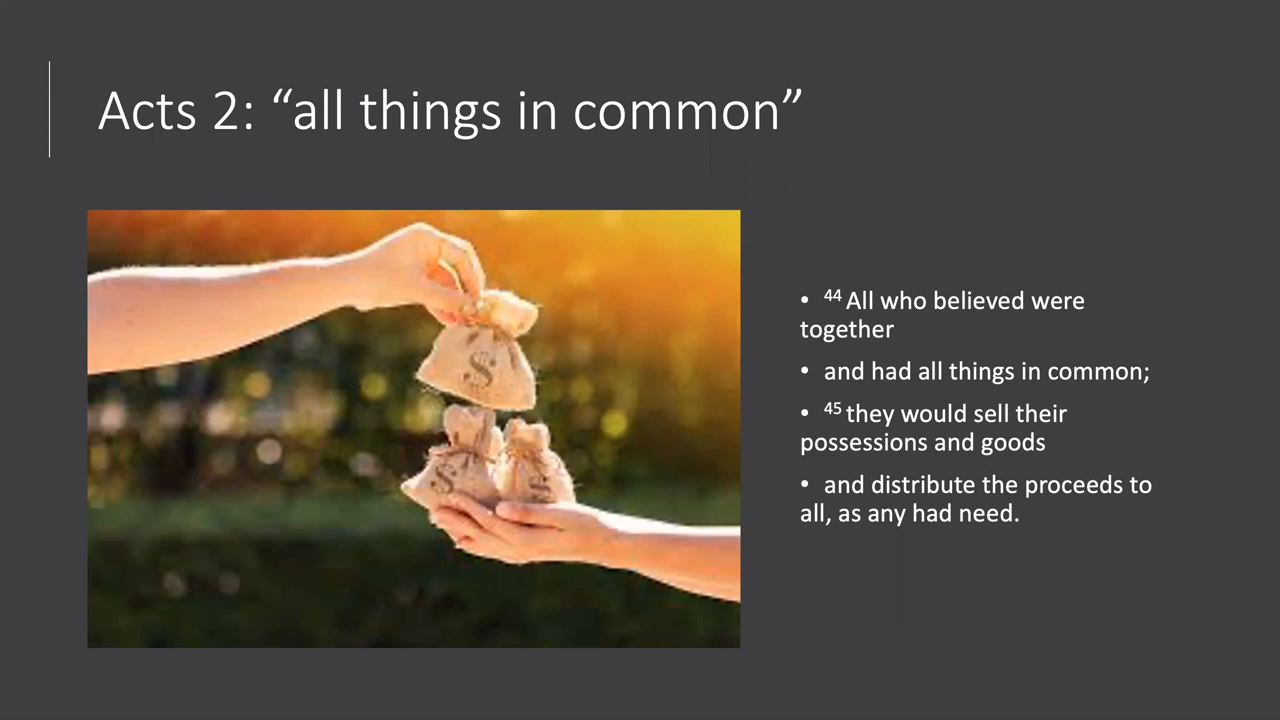 Acts 2: “all things in common”
$
$
$
• ⁴⁴ All who believed were
together
• and had all things in common;
• ⁴⁵ they would sell their
possessions and goods
• and distribute the proceeds to
all, as any had need.